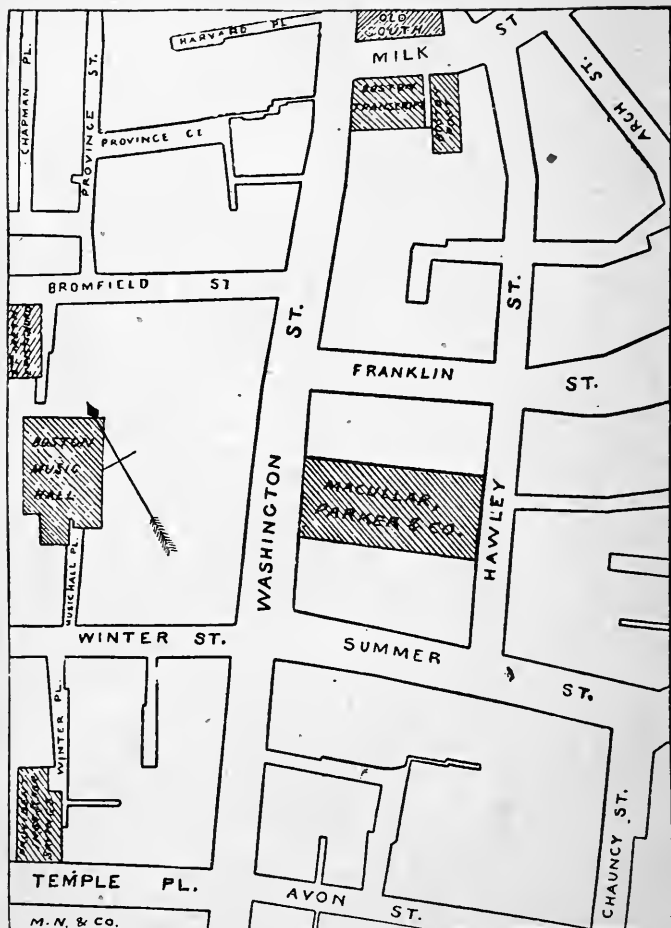 OLD
SOUTH
ST
HARVARD PL
MILK
CHAPMAN PL.
PROVINCE ST.
PROVINCE CT
BOSTON
TRANSCRIPT
BOSTON
POST
ARCH ST.
BROMFIELD ST
ST.
ST.
FRANKLIN
ST.
BOSTON
MUSIC
HALL
WASHINGTON
MACULLAR,
PARKER & CO.
HAWLEY
MUSIC HALL PL.
WINTER ST.
SUMMER
ST.
WINTER PL.
CHAUNCY ST.
TEMPLE PL.
AVON
ST.
M.N. & CO.